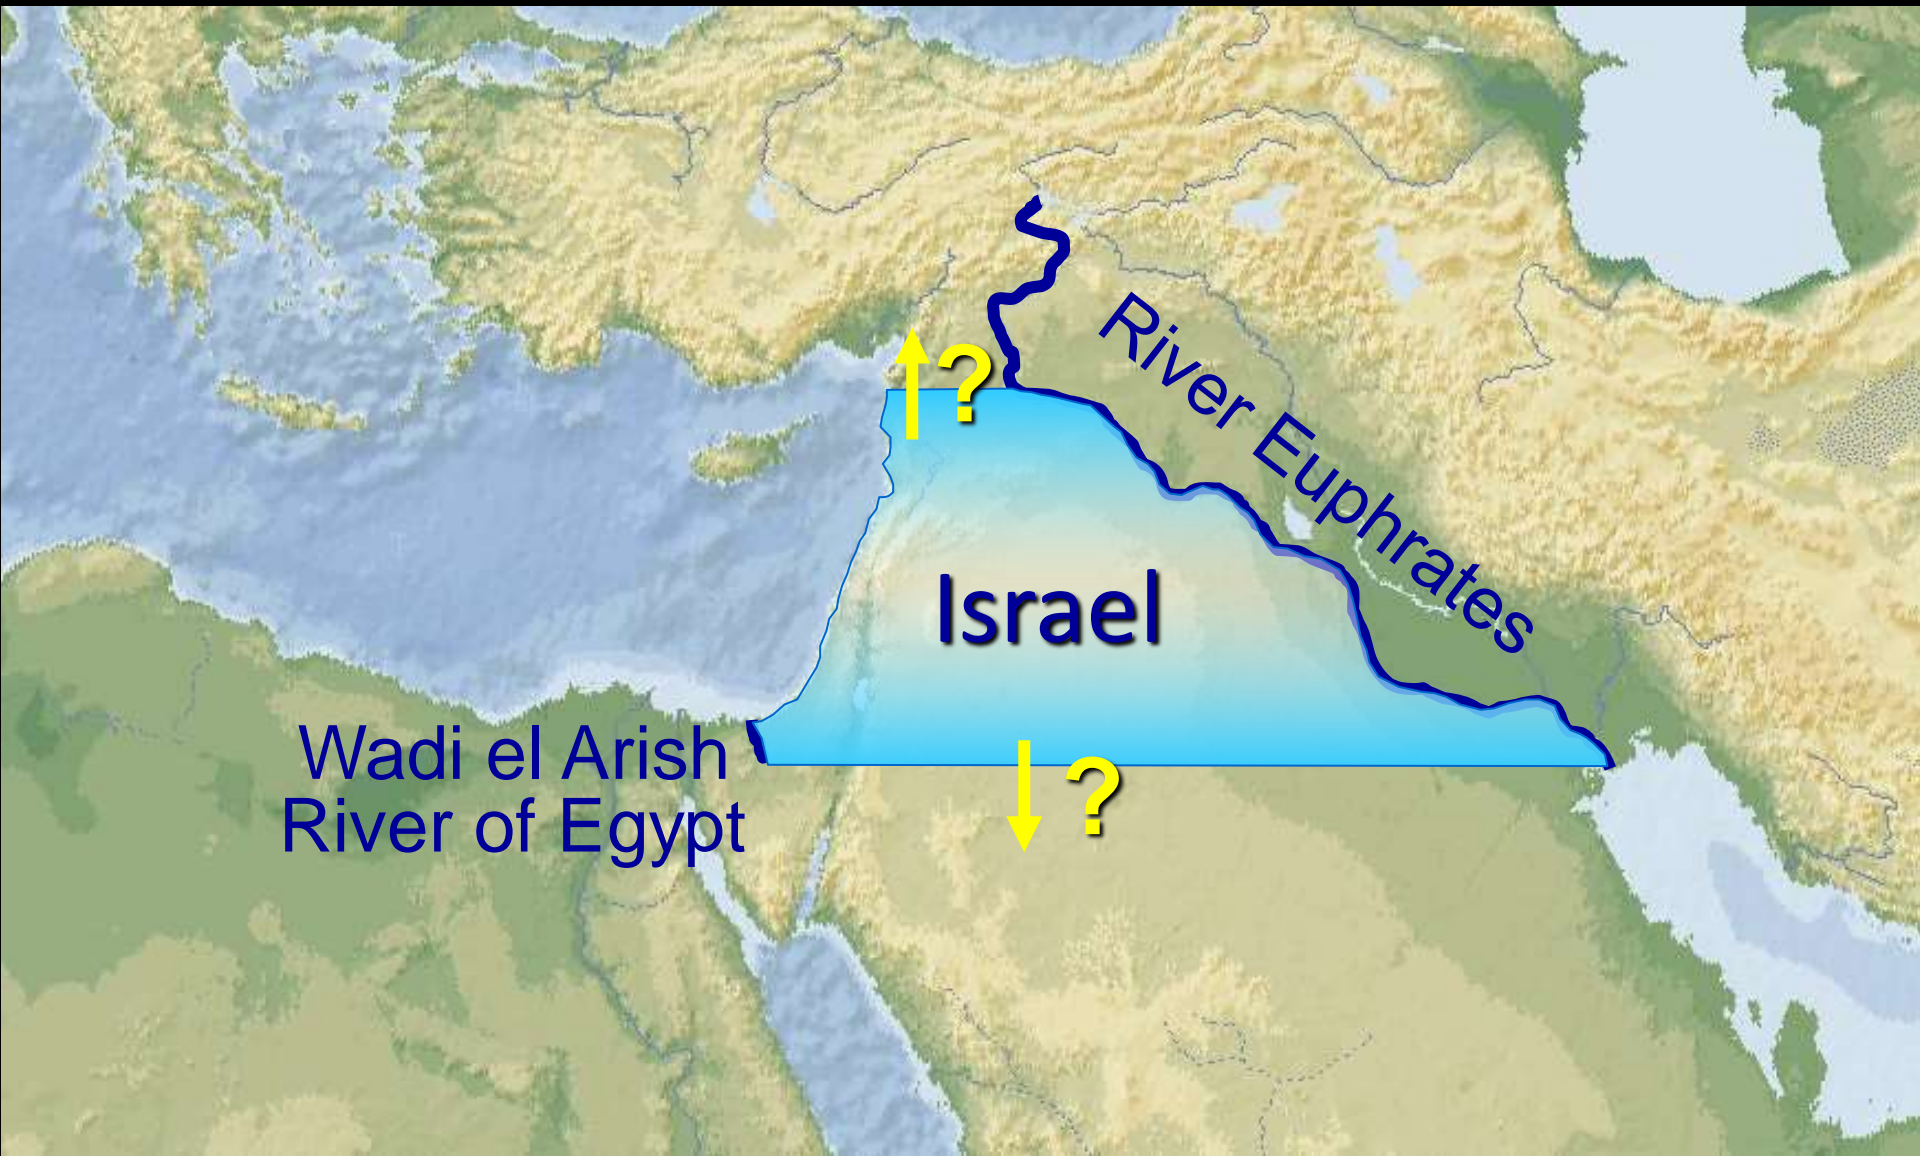 ?
River Euphrates
Israel
Wadi el Arish
River of Egypt
?